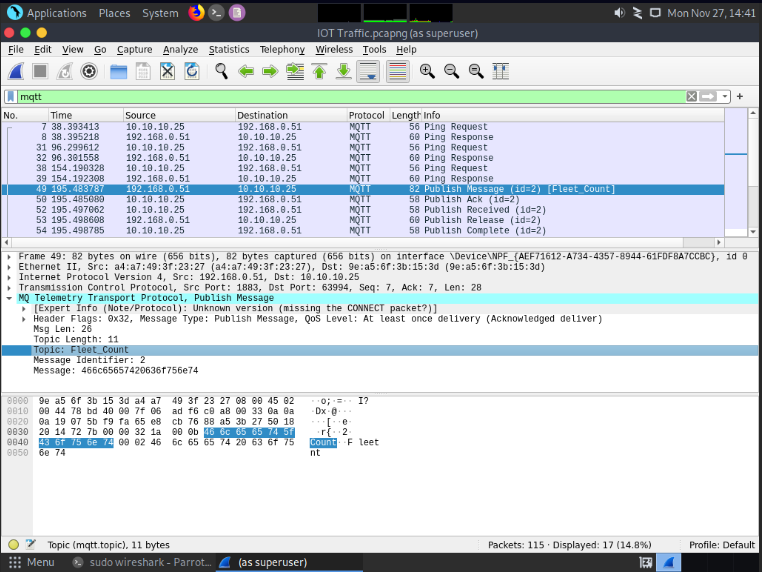 Applications Places System Mon Nov 27, 14:41
IOT Traffic.pcapng (as superuser)
File Edit View Go Capture Analyze Statistics Telephony Wireless Tools Help
mqtt
No. Time Source Destination Protocol Length Info
7 38.393413 10.10.10.25 192.168.0.51 MQTT 56 Ping Request
8 38.395218 192.168.0.51 10.10.10.25 MQTT 60 Ping Response
31 96.299612 10.10.10.25 192.168.0.51 MQTT 56 Ping Request
32 96.301558 192.168.0.51 10.10.10.25 MQTT 60 Ping Response
38 154.190328 10.10.10.25 192.168.0.51 MQTT 56 Ping Request
39 154.192308 192.168.0.51 10.10.10.25 MQTT 60 Ping Response
49 195.483787 192.168.0.51 10.10.10.25 MQTT 82 Publish Message (id=2) [Fleet_Count]
50 195.485080 10.10.10.25 192.168.0.51 MQTT 58 Publish Ack (id=2)
52 195.497062 10.10.10.25 192.168.0.51 MQTT 58 Publish Received (id=2)
53 195.498608 192.168.0.51 10.10.10.25 MQTT 60 Publish Release (id=2)
54 195.498785 10.10.10.25 192.168.0.51 MQTT 58 Publish Complete (id=2)
Frame 49: 82 bytes on wire (656 bits), 82 bytes captured (656 bits) on interface \Device\NPF_{AEF71612-A734-4357-8944-61FDF8A7CCBC}, id 0
Ethernet II, Src: a4:a7:49:3f:23:27 (a4:a7:49:3f:23:27), Dst: 9e:a5:6f:3b:15:3d (9e:a5:6f:3b:15:3d)
Internet Protocol Version 4, Src: 192.168.0.51, Dst: 10.10.10.25
Transmission Control Protocol, Src Port: 1883, Dst Port: 63994, Seq: 7, Ack: 7, Len: 28
MQ Telemetry Transport Protocol, Publish Message
[Expert Info (Note/Protocol): Unknown version (missing the CONNECT packet?)]
Header Flags: 0x32, Message Type: Publish Message, QoS Level: At least once delivery (Acknowledged deliver)
Msg Len: 26
Topic Length: 11
Topic: Fleet_Count
Message Identifier: 2
Message: 466c65657420636f756e74
0000 9e a5 6f 3b 15 3d a4 a7 49 3f 23 27 08 00 45 02 ··o;·=·· I?
0010 00 44 78 bd 40 00 7f 06 ad f6 c0 a8 00 33 0a 0a ·Dx·@···
0020 0a 19 07 5b f9 fa 65 e8 cb 76 88 a5 3b 27 50 18 ···[··e·
0030 20 14 72 7b 00 00 32 1a 00 0b 46 6c 65 65 74 5f ·r{··2·
0040 43 6f 75 6e 74 00 02 46 6c 65 65 74 20 63 6f 75 Count··F leet
0050 6e 74 nt
Topic (mqtt.topic), 11 bytes Packets: 115 · Displayed: 17 (14.8%) Profile: Default
Menu sudo wireshark - Parrot... (as superuser)